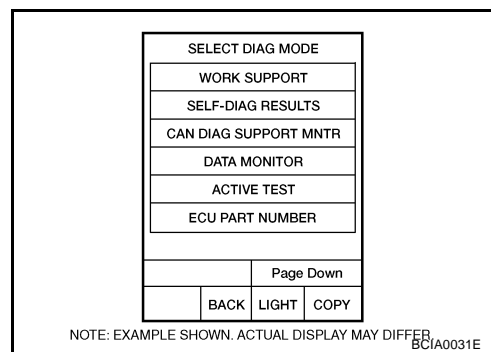 SELECT DIAG MODE
WORK SUPPORT
SELF-DIAG RESULTS
CAN DIAG SUPPORT MNTR
DATA MONITOR
ACTIVE TEST
ECU PART NUMBER
Page Down
BACK LIGHT COPY
NOTE: EXAMPLE SHOWN. ACTUAL DISPLAY MAY DIFFER.
BCIA0031E